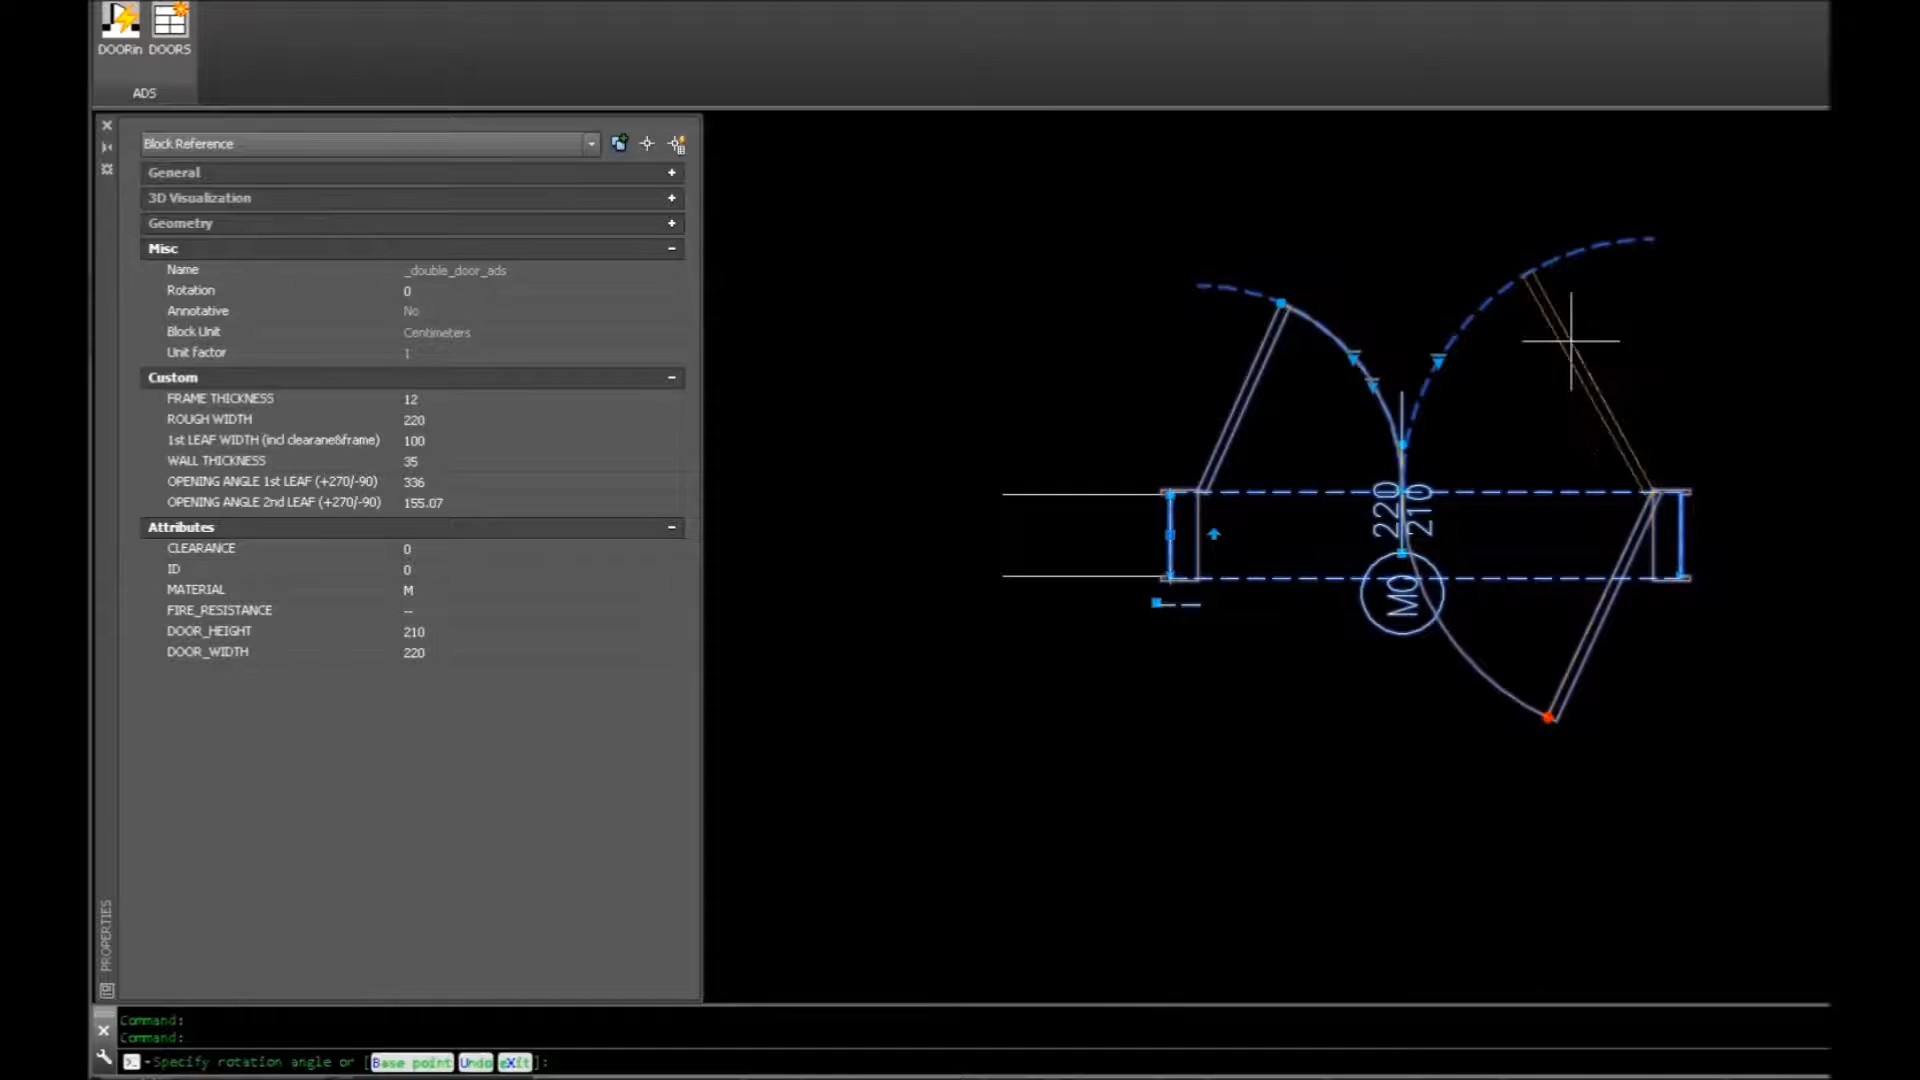 DOORin DOORS
ADS
Block Reference
General +
3D Visualization +
Geometry +
Misc −
Name _double_door_ads
Rotation 0
Annotative No
Block Unit Centimeters
Unit factor 1
Custom −
FRAME THICKNESS 12
ROUGH WIDTH 220
1st LEAF WIDTH (incl clearane&frame) 100
WALL THICKNESS 35
OPENING ANGLE 1st LEAF (+270/-90) 336
OPENING ANGLE 2nd LEAF (+270/-90) 155.07
Attributes −
CLEARANCE 0
ID 0
MATERIAL M
FIRE_RESISTANCE --
DOOR_HEIGHT 210
DOOR_WIDTH 220
PROPERTIES
220
210
M0
Command:
Command:
Specify rotation angle or [Base point Undo eXit]: